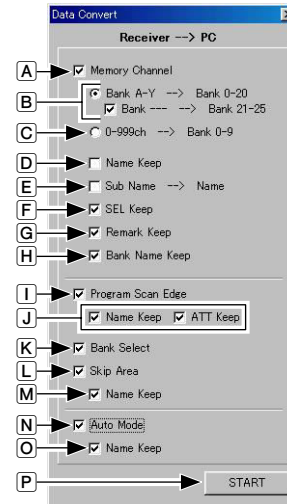 Data Convert
Receiver --> PC
A Memory Channel
B Bank A-Y --> Bank 0-20
Bank --- --> Bank 21-25
C 0-999ch --> Bank 0-9
D Name Keep
E Sub Name --> Name
F SEL Keep
G Remark Keep
H Bank Name Keep
I Program Scan Edge
J Name Keep ATT Keep
K Bank Select
L Skip Area
M Name Keep
N Auto Mode
O Name Keep
P START